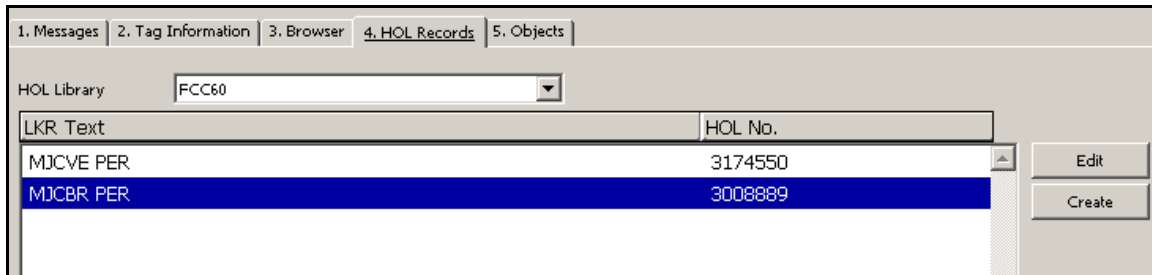 1. Messages 2. Tag Information 3. Browser 4. HOL Records 5. Objects
HOL Library FCC60
LKR Text HOL No.
MJCVE PER 3174550 Edit
MJCBR PER 3008889 Create